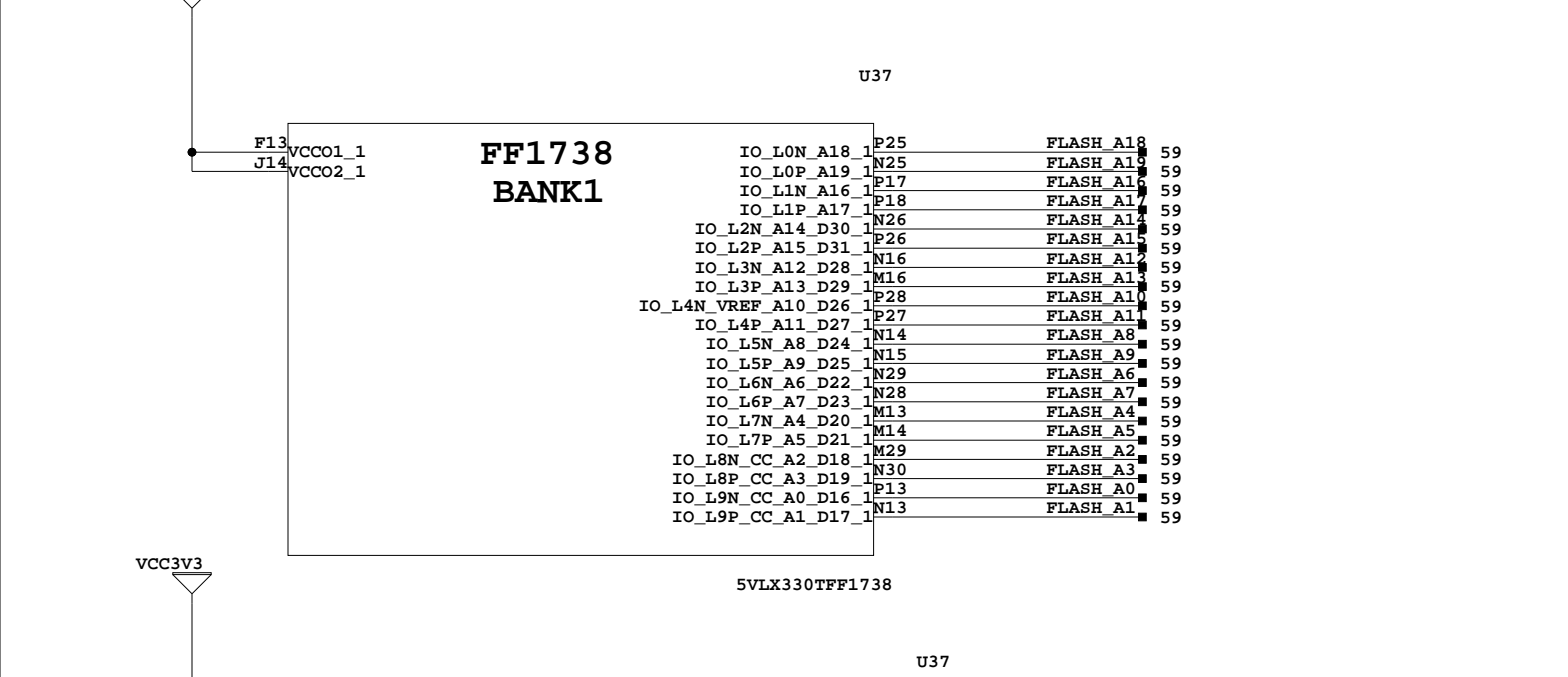 U37
F13 VCCO1_1 FF1738 IO_L0N_A18_1 P25 FLASH_A18 59
J14 VCCO2_1 IO_L0P_A19_1 N25 FLASH_A19 59
BANK1 IO_L1N_A16_1 P17 FLASH_A16 59
IO_L1P_A17_1 P18 FLASH_A17 59
IO_L2N_A14_D30_1 N26 FLASH_A14 59
IO_L2P_A15_D31_1 P26 FLASH_A15 59
IO_L3N_A12_D28_1 N16 FLASH_A12 59
IO_L3P_A13_D29_1 M16 FLASH_A13 59
IO_L4N_VREF_A10_D26_1 P28 FLASH_A10 59
IO_L4P_A11_D27_1 P27 FLASH_A11 59
IO_L5N_A8_D24_1 N14 FLASH_A8 59
IO_L5P_A9_D25_1 N15 FLASH_A9 59
IO_L6N_A6_D22_1 N29 FLASH_A6 59
IO_L6P_A7_D23_1 N28 FLASH_A7 59
IO_L7N_A4_D20_1 M13 FLASH_A4 59
IO_L7P_A5_D21_1 M14 FLASH_A5 59
IO_L8N_CC_A2_D18_1 M29 FLASH_A2 59
IO_L8P_CC_A3_D19_1 N30 FLASH_A3 59
IO_L9N_CC_A0_D16_1 P13 FLASH_A0 59
IO_L9P_CC_A1_D17_1 N13 FLASH_A1 59
VCC3V3
5VLX330TFF1738
U37